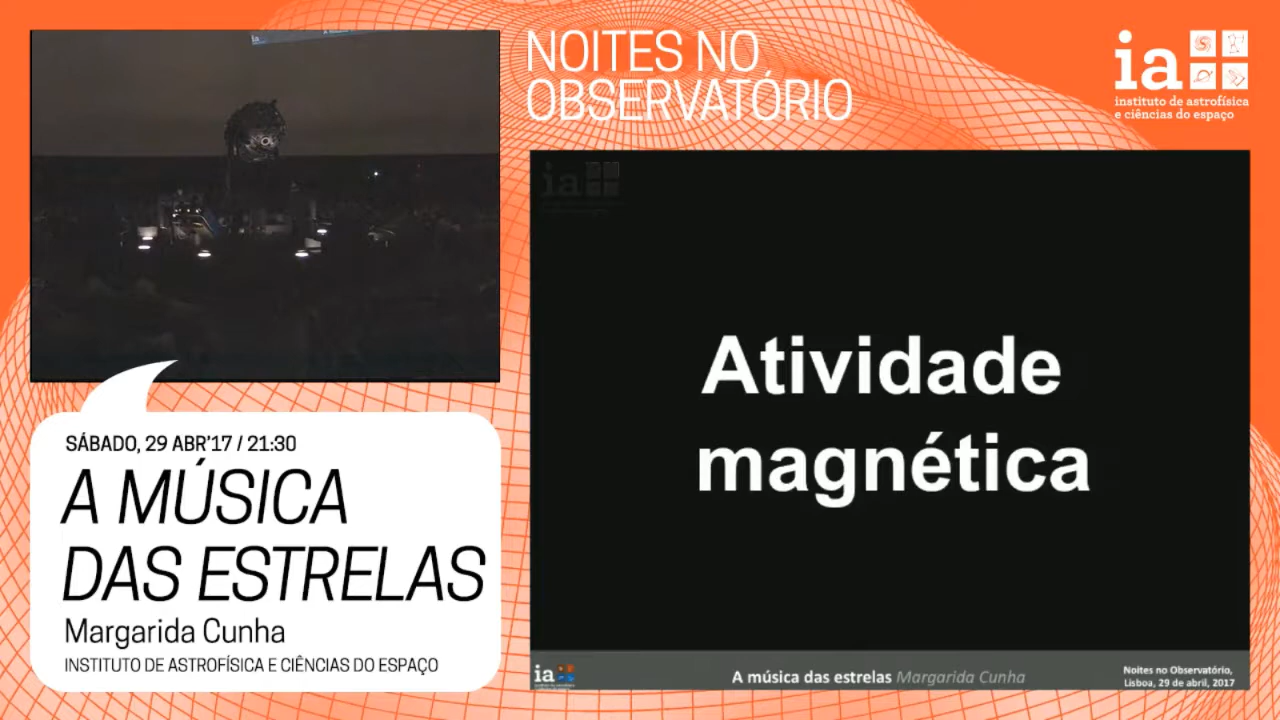 NOITES NO
OBSERVATÓRIO
ia
instituto de astrofísica
e ciências do espaço
ia
Atividade
magnética
SÁBADO, 29 ABR'17 / 21:30
A MÚSICA
DAS ESTRELAS
Margarida Cunha
INSTITUTO DE ASTROFÍSICA E CIÊNCIAS DO ESPAÇO
ia
A música das estrelas Margarida Cunha
Noites no Observatório,
Lisboa, 29 de abril, 2017